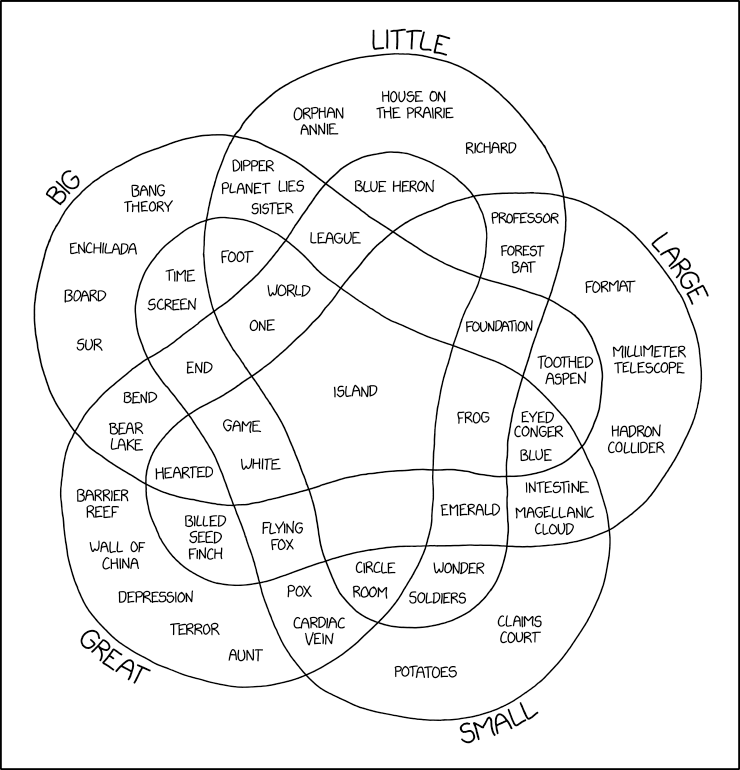 LITTLE
HOUSE ON
THE PRAIRIE
ORPHAN
ANNIE
RICHARD
BIG
DIPPER
PLANET LIES
SISTER
BLUE HERON
BANG
THEORY
PROFESSOR
FOREST
BAT
LARGE
ENCHILADA
FOOT
LEAGUE
TIME
SCREEN
WORLD
FORMAT
BOARD
SUR
ONE
FOUNDATION
END
ISLAND
TOOTHED
ASPEN
MILLIMETER
TELESCOPE
BEND
BEAR
LAKE
GAME
WHITE
FROG
EYED
CONGER
BLUE
HADRON
COLLIDER
HEARTED
BARRIER
REEF
BILLED
SEED
FINCH
FLYING
FOX
EMERALD
INTESTINE
MAGELLANIC
CLOUD
WALL OF
CHINA
CIRCLE
ROOM
WONDER
SOLDIERS
DEPRESSION
POX
CARDIAC
VEIN
TERROR
CLAIMS
COURT
AUNT
POTATOES
GREAT
SMALL